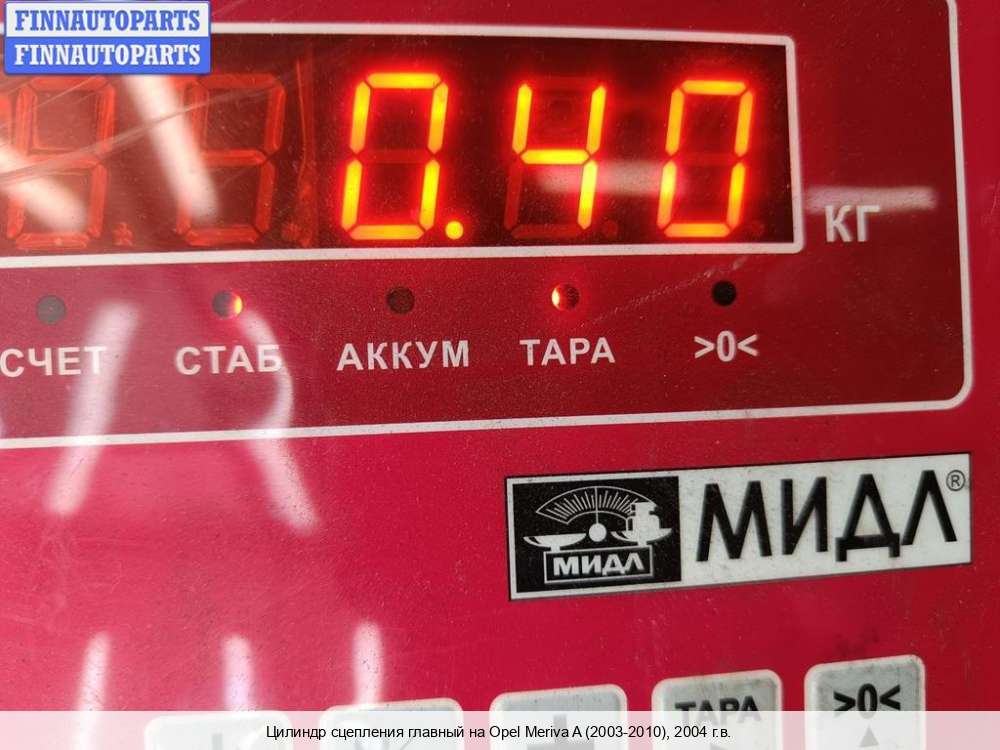 FINNAUTOPARTS
FINNAUTOPARTS
0.40
КГ
СЧЕТ СТАБ АККУМ ТАРА >0<
МИДЛ МИДЛ®
ТАРА >0<
Цилиндр сцепления главный на Opel Meriva A (2003-2010), 2004 г.в.